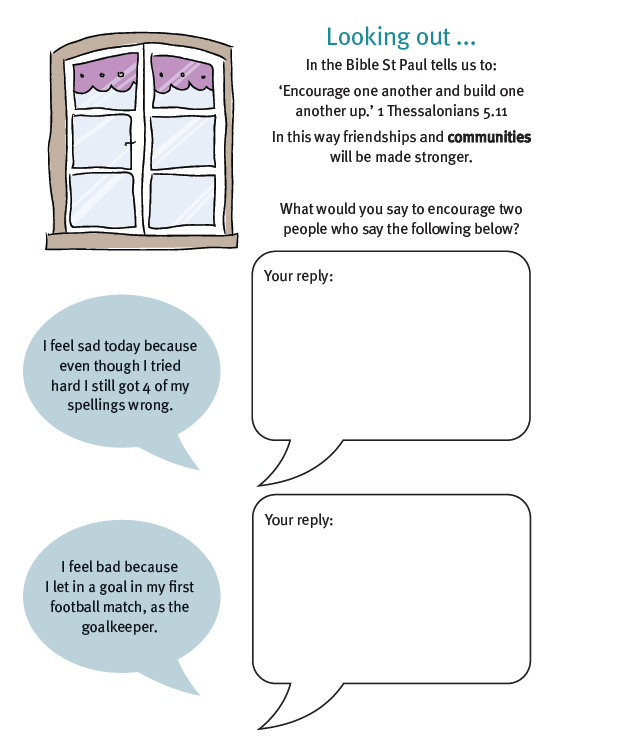 Looking out ...
In the Bible St Paul tells us to:
‘Encourage one another and build one
another up.’ 1 Thessalonians 5.11
In this way friendships and communities
will be made stronger.
What would you say to encourage two
people who say the following below?
Your reply:
I feel sad today because
even though I tried
hard I still got 4 of my
spellings wrong.
Your reply:
I feel bad because
I let in a goal in my first
football match, as the
goalkeeper.